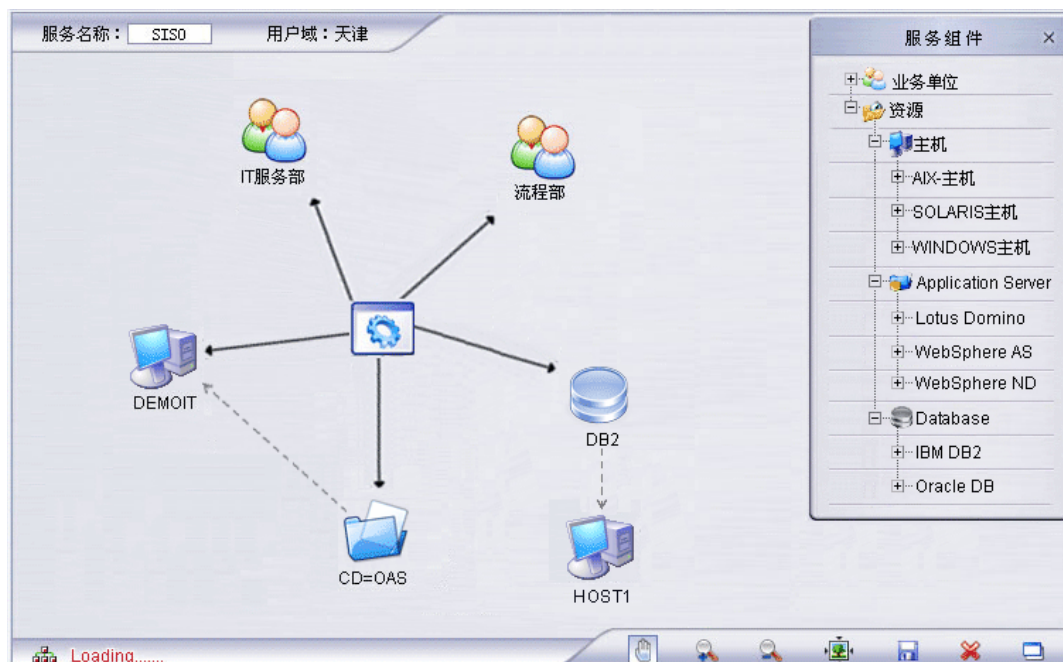 服务名称： SISO 用户域：天津
IT服务部
流程部
DEMOIT
DB2
CD=OAS
HOST1
Loading.......
服务组件
业务单位
资源
主机
AIX-主机
SOLARIS主机
WINDOWS主机
Application Server
Lotus Domino
WebSphere AS
WebSphere ND
Database
IBM DB2
Oracle DB